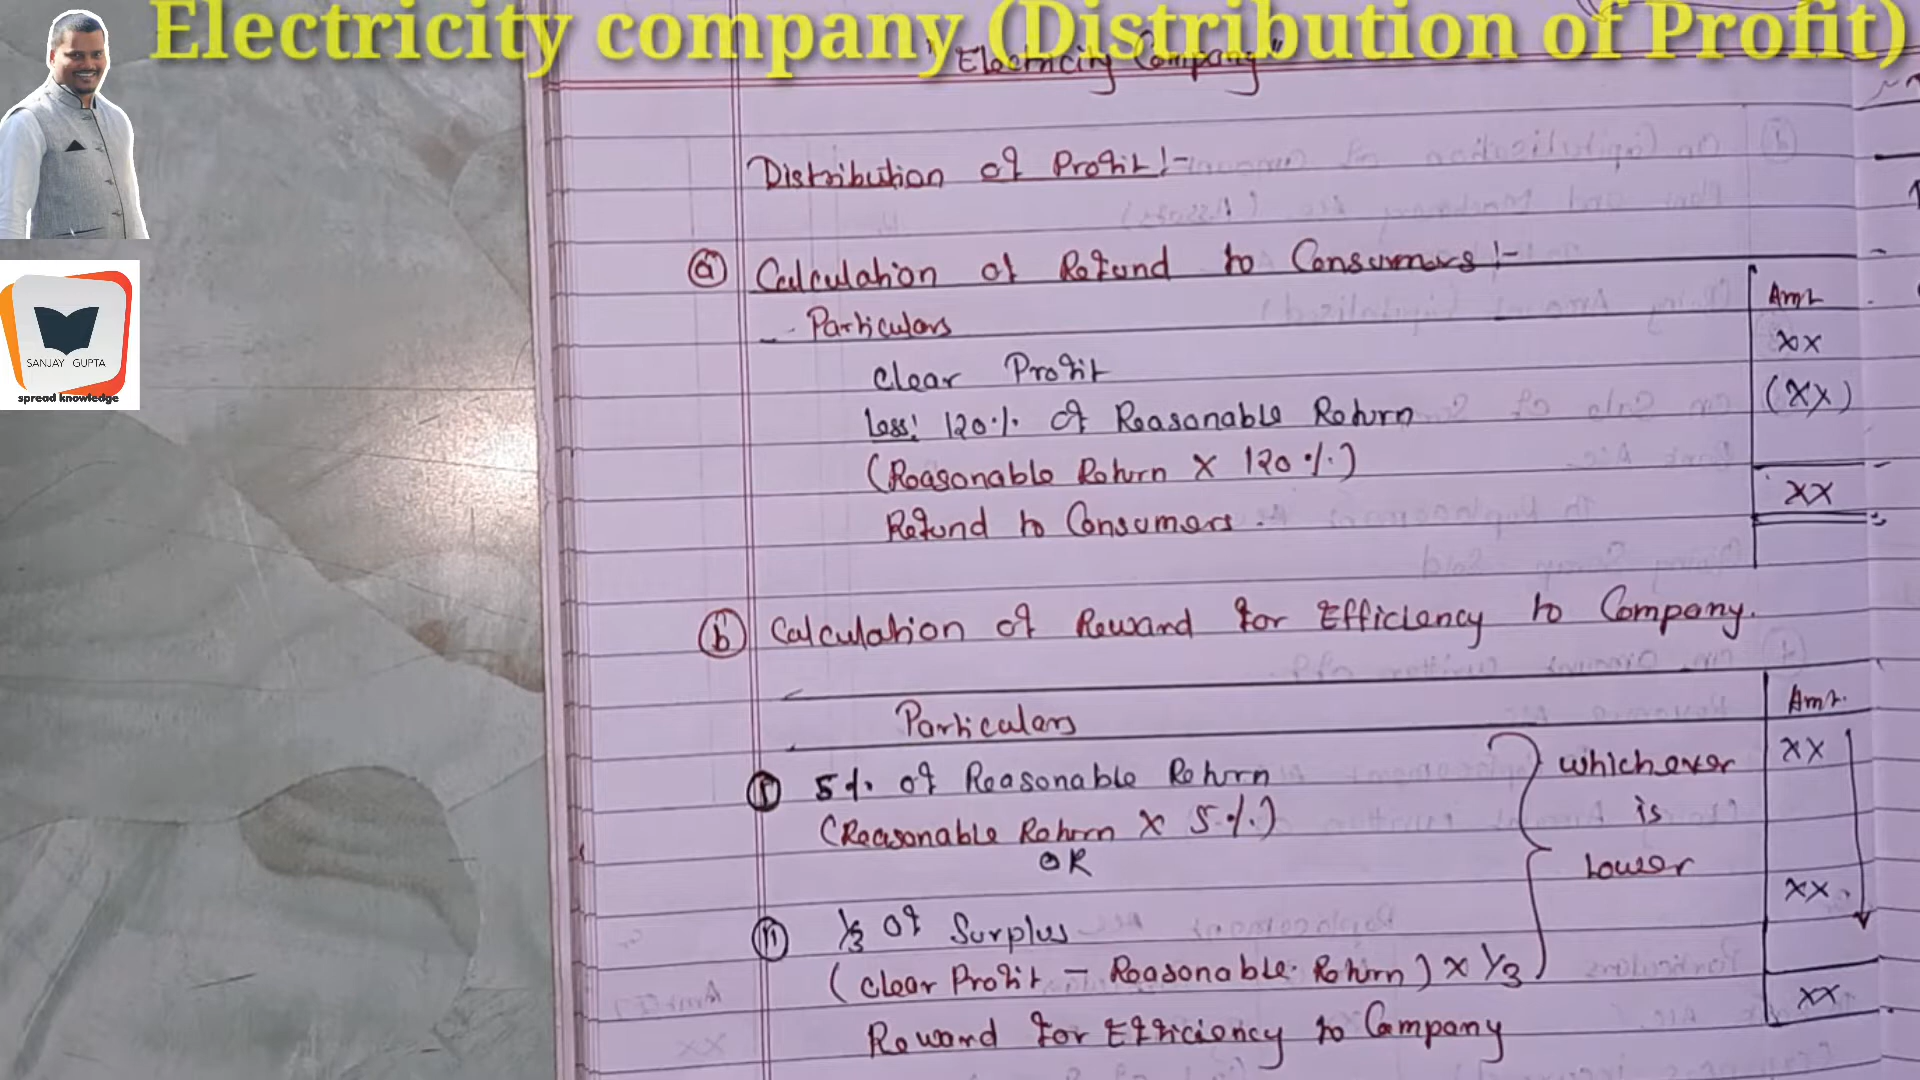 Electricity company (Distribution of Profit)
"Electricity Company"
SANJAY GUPTA
spread knowledge
Distribution of Profit:-
(a) Calculation of Refund to Consumers:-
Particulars Amt
Clear Profit xx
Less: 120% of Reasonable Return (xx)
(Reasonable Return X 120%)
Refund to Consumers. xx
(b) Calculation of Reward for Efficiency to Company.
Particulars Amt.
(i) 5% of Reasonable Return whichever xx
(Reasonable Return X 5%) is
OR Lower
(ii) 1/3 of Surplus xx
(Clear Profit - Reasonable Return) x 1/3
Reward for Efficiency to Company xx